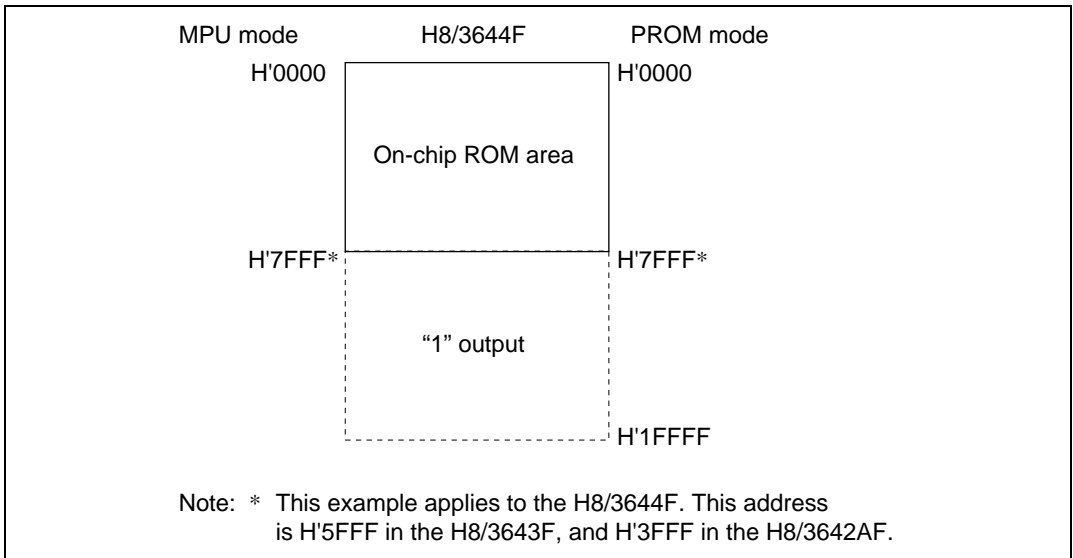 MPU mode H8/3644F PROM mode
H'0000 H'0000
On-chip ROM area
H'7FFF* H'7FFF*
“1” output
H'1FFFF
Note: * This example applies to the H8/3644F. This address
is H'5FFF in the H8/3643F, and H'3FFF in the H8/3642AF.